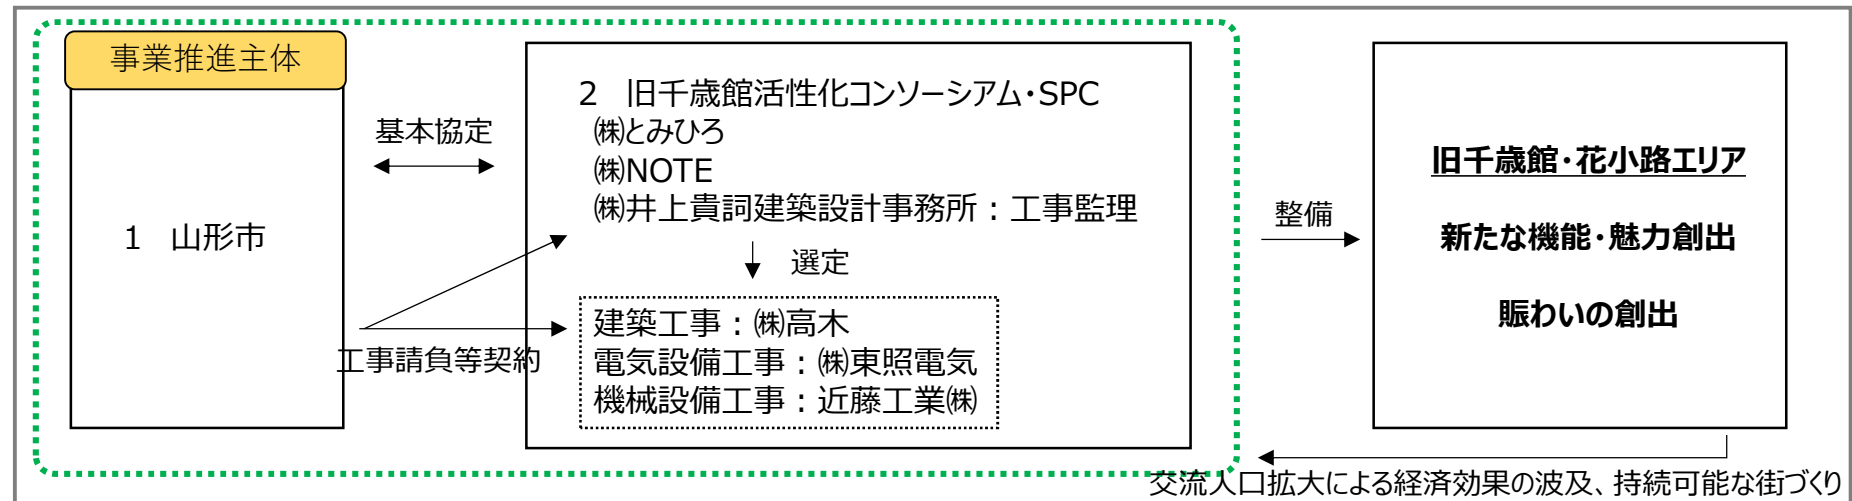 事業推進主体
1　山形市
基本協定
工事請負等契約
2　旧千歳館活性化コンソーシアム・SPC
㈱とみひろ
㈱NOTE
㈱井上貴詞建築設計事務所：工事監理
選定
建築工事：㈱高木
電気設備工事：㈱東照電気
機械設備工事：近藤工業㈱
整備
旧千歳館・花小路エリア
新たな機能・魅力創出
賑わいの創出
交流人口拡大による経済効果の波及、持続可能な街づくり